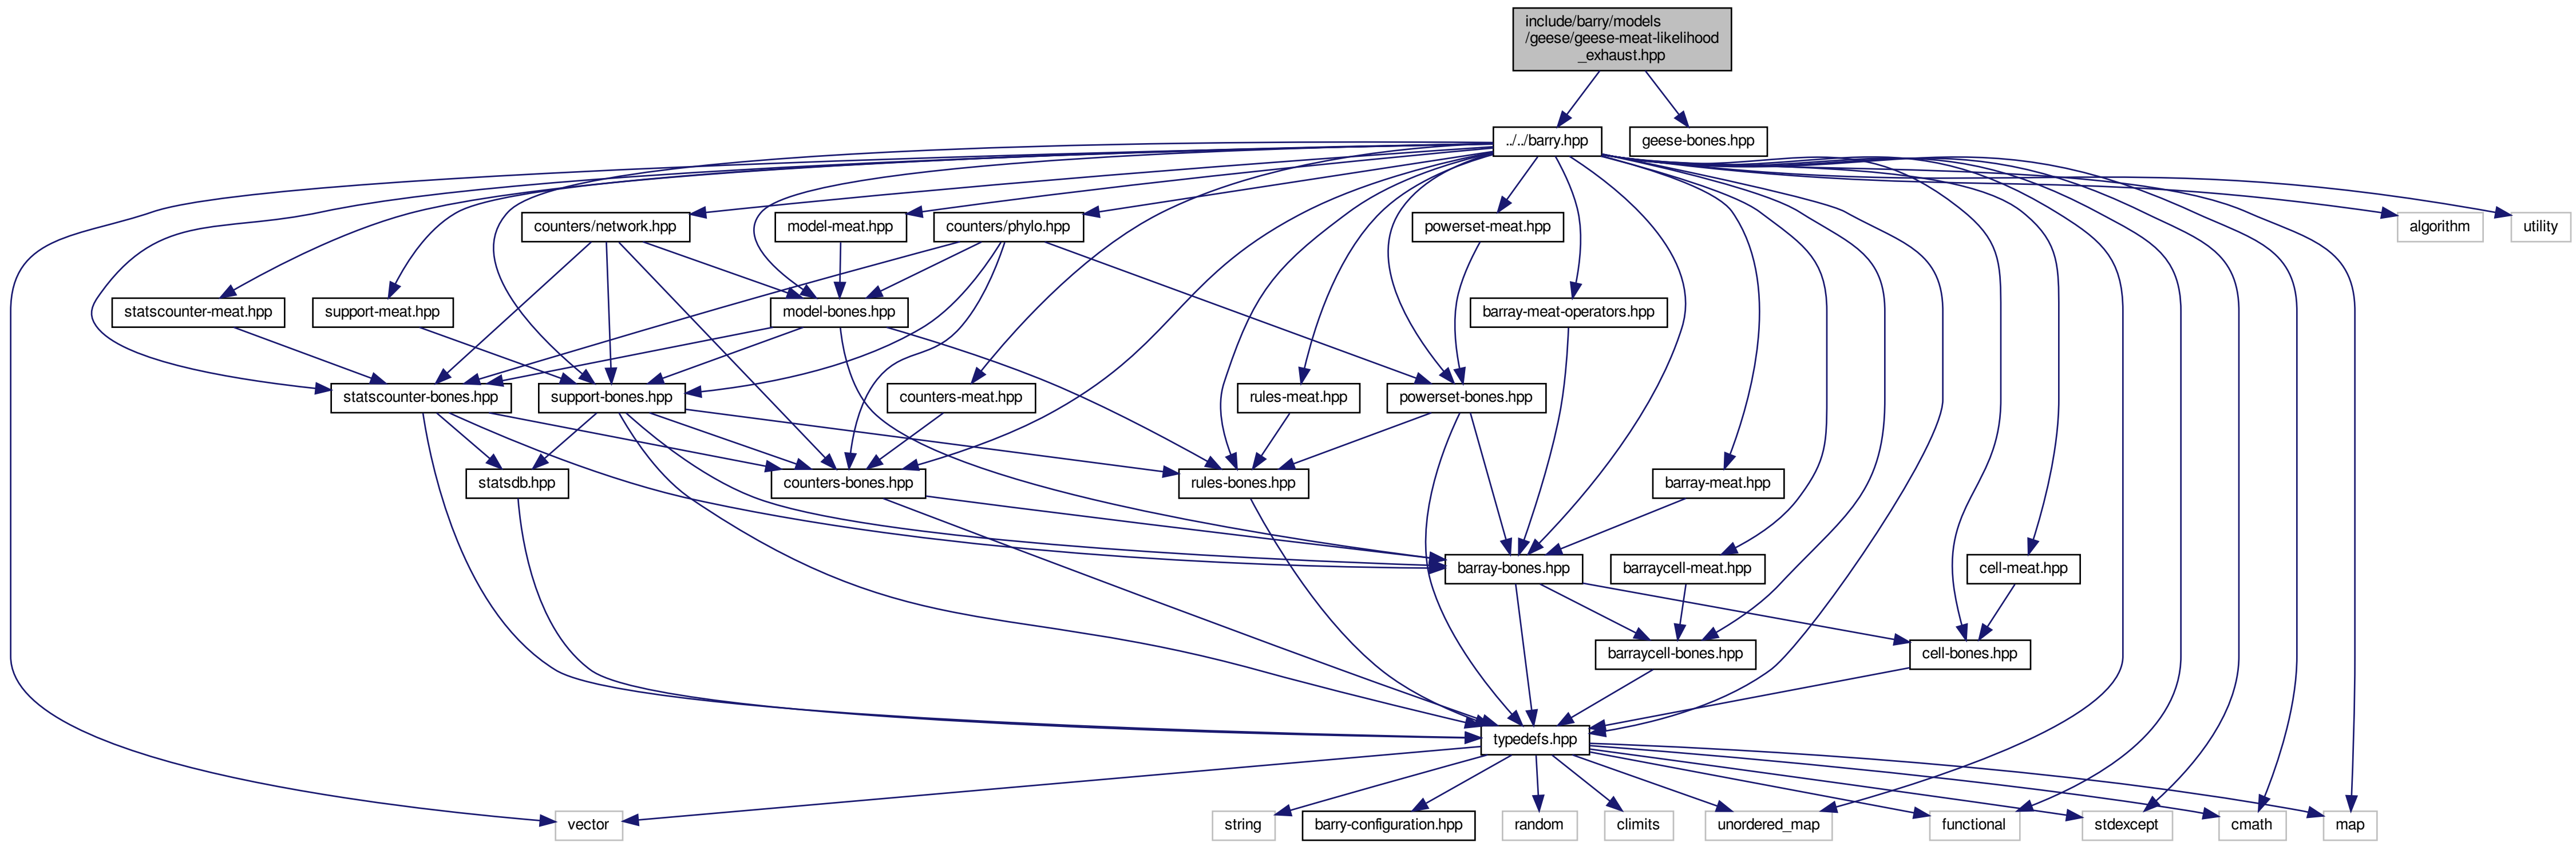 include/barry/models
/geese/geese-meat-likelihood
_exhaust.hpp
../../barry.hpp
geese-bones.hpp
counters/network.hpp
model-meat.hpp
counters/phylo.hpp
powerset-meat.hpp
algorithm
utility
statscounter-meat.hpp
support-meat.hpp
model-bones.hpp
barray-meat-operators.hpp
statscounter-bones.hpp
support-bones.hpp
counters-meat.hpp
rules-meat.hpp
powerset-bones.hpp
statsdb.hpp
counters-bones.hpp
rules-bones.hpp
barray-meat.hpp
barray-bones.hpp
barraycell-meat.hpp
cell-meat.hpp
barraycell-bones.hpp
cell-bones.hpp
typedefs.hpp
vector
string
barry-configuration.hpp
random
climits
unordered_map
functional
stdexcept
cmath
map